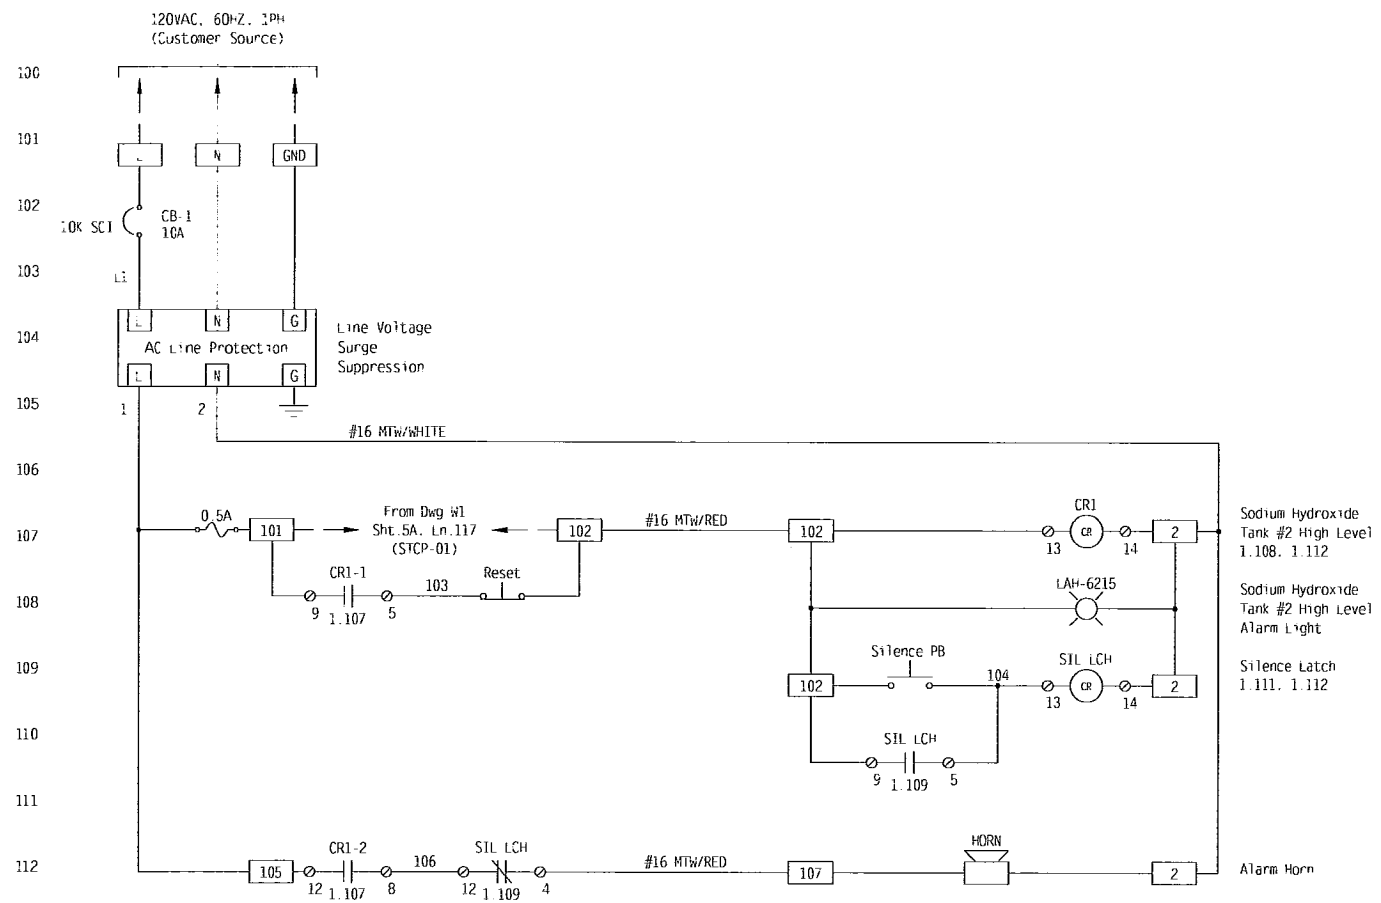 120VAC, 60HZ, 1PH
(Customer Source)
100
101
L N GND
102
10K SCI
CB-1
10A
103
L1
L N G
104
AC Line Protection
Line Voltage
Surge
Suppression
L N G
105
1 2
#16 MTW/WHITE
106
0.5A
107
101
From Dwg W1
Sht.5A, Ln.117
(STCP-01)
102
#16 MTW/RED
102
CR1
13 CR 14
2
Sodium Hydroxide
Tank #2 High Level
1.108, 1.112
108
CR1-1
9 1.107 5
103
Reset
LAH-6215
Sodium Hydroxide
Tank #2 High Level
Alarm Light
109
102
Silence PB
104
SIL LCH
13 CR 14
2
Silence Latch
1.111, 1.112
110
SIL LCH
9 1.109 5
111
112
105
CR1-2
12 1.107 8
106
SIL LCH
12 1.109 4
#16 MTW/RED
107
HORN
2
Alarm Horn